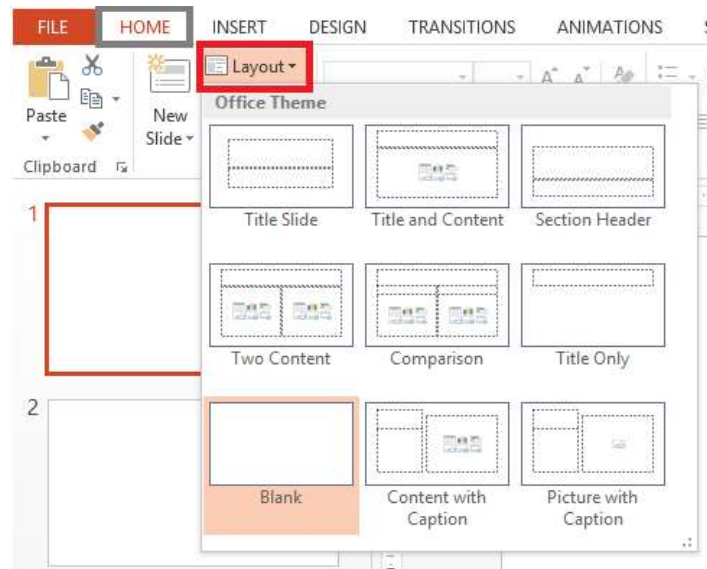 FILE HOME INSERT DESIGN TRANSITIONS ANIMATIONS
Layout
Paste
New
Slide
Clipboard
Office Theme
Title Slide Title and Content Section Header
Two Content Comparison Title Only
Blank Content with Caption Picture with Caption
1
2